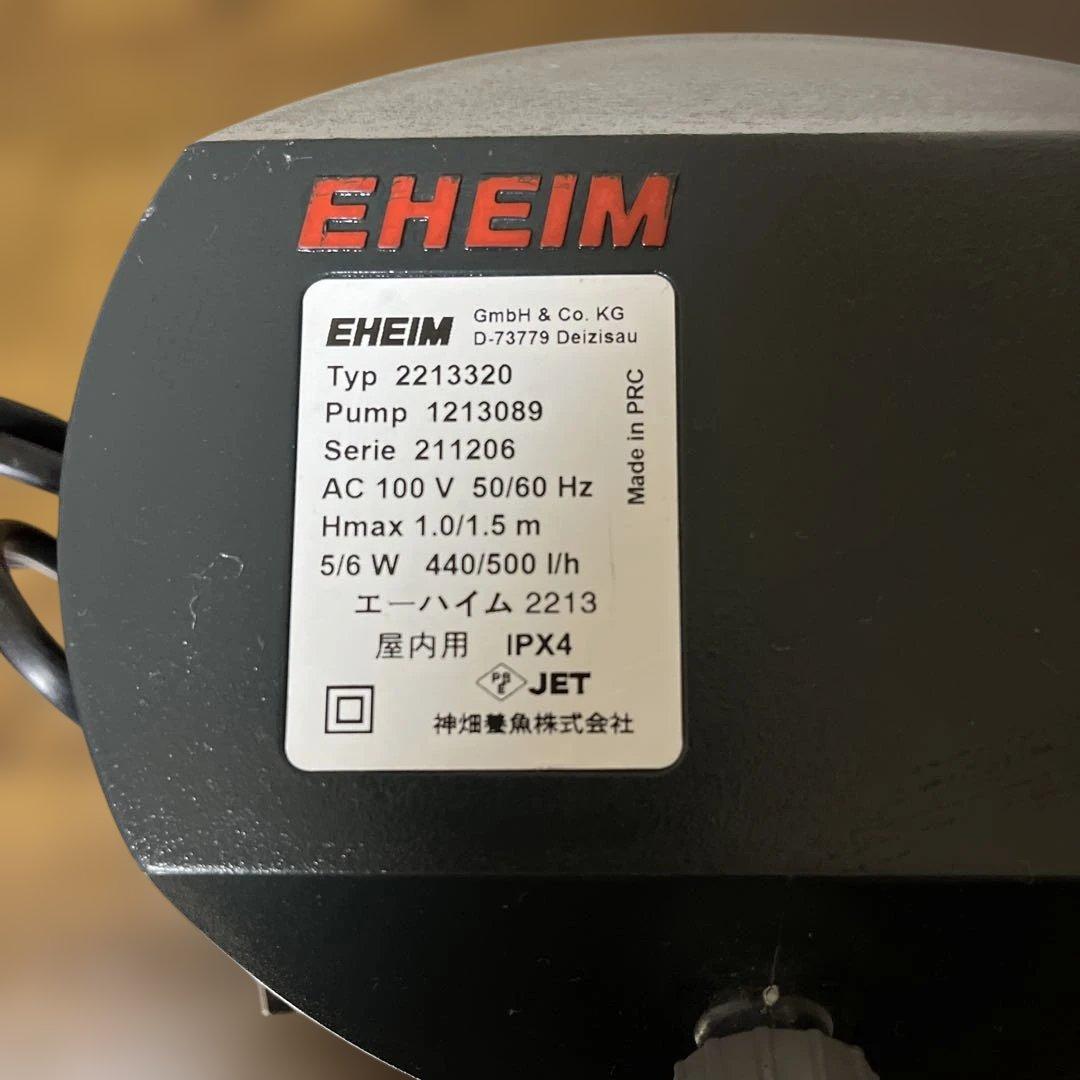 EHEIM
EHEIM GmbH & Co. KG
D-73779 Deizisau
Typ 2213320
Pump 1213089
Serie 211206
AC 100 V 50/60 Hz
Hmax 1.0/1.5 m
5/6 W 440/500 l/h
Made in PRC
エーハイム 2213
屋内用 IPX4
PS E JET
神畑養魚株式会社